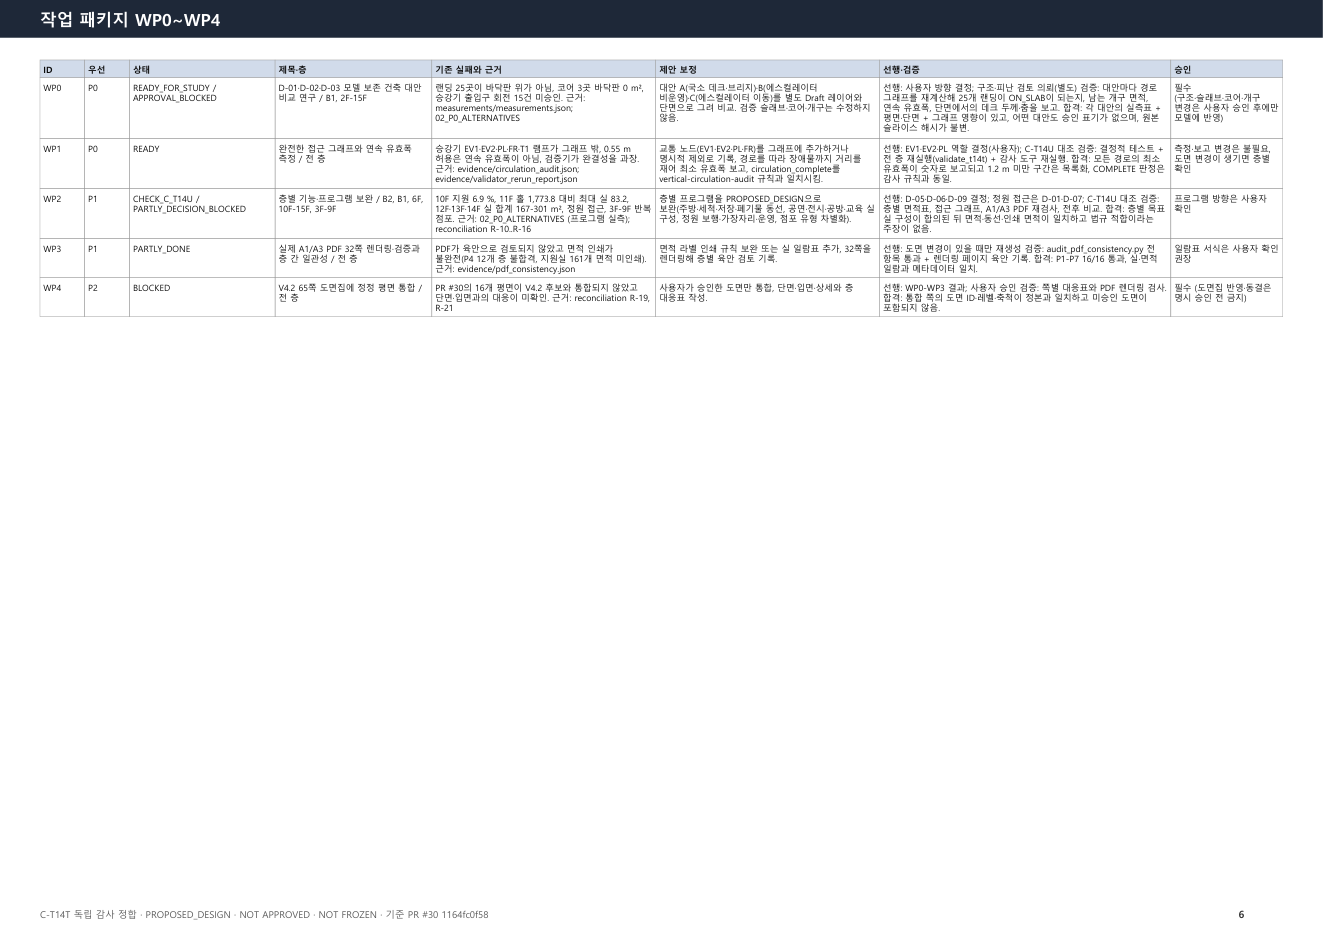 작업 패키지 WP0~WP4
ID 우선 상태 제목·층 기존 실패와 근거 제안 보정 선행·검증 승인
WP0
P0
READY_FOR_STUDY /
APPROVAL_BLOCKED
D-01·D-02·D-03 모델 보존 건축 대안
비교 연구 / B1, 2F-15F
랜딩 25곳이 바닥판 위가 아님, 코어 3곳 바닥판 0 m²,
승강기 출입구 회전 15건 미승인. 근거:
measurements/measurements.json;
02_P0_ALTERNATIVES
대안 A(국소 데크·브리지)·B(에스컬레이터
비운영)·C(에스컬레이터 이동)를 별도 Draft 레이어와
단면으로 그려 비교. 검증 슬래브·코어·개구는 수정하지
않음.
선행: 사용자 방향 결정; 구조·피난 검토 의뢰(별도) 검증: 대안마다 경로
그래프를 재계산해 25개 랜딩이 ON_SLAB이 되는지, 남는 개구 면적,
연속 유효폭, 단면에서의 데크 두께·춤을 보고. 합격: 각 대안의 실측표 +
평면·단면 + 그래프 영향이 있고, 어떤 대안도 승인 표기가 없으며, 원본
슬라이스 해시가 불변.
필수
(구조·슬래브·코어·개구
변경은 사용자 승인 후에만
모델에 반영)
WP1
P0
READY
완전한 접근 그래프와 연속 유효폭
측정 / 전 층
승강기 EV1·EV2·PL·FR·T1 램프가 그래프 밖, 0.55 m
허용은 연속 유효폭이 아님, 검증기가 완결성을 과장.
근거: evidence/circulation_audit.json;
evidence/validator_rerun_report.json
교통 노드(EV1·EV2·PL·FR)를 그래프에 추가하거나
명시적 제외로 기록, 경로를 따라 장애물까지 거리를
재어 최소 유효폭 보고, circulation_complete를
vertical-circulation-audit 규칙과 일치시킴.
선행: EV1·EV2·PL 역할 결정(사용자); C-T14U 대조 검증: 결정적 테스트 +
전 층 재실행(validate_t14t) + 감사 도구 재실행. 합격: 모든 경로의 최소
유효폭이 숫자로 보고되고 1.2 m 미만 구간은 목록화, COMPLETE 판정은
감사 규칙과 동일.
측정·보고 변경은 불필요,
도면 변경이 생기면 층별
확인
WP2
P1
CHECK_C_T14U /
PARTLY_DECISION_BLOCKED
층별 기능·프로그램 보완 / B2, B1, 6F,
10F-15F, 3F-9F
10F 지원 6.9 %, 11F 홀 1,773.8 대비 최대 실 83.2,
12F·13F·14F 실 합계 167-301 m², 정원 접근, 3F-9F 반복
점포. 근거: 02_P0_ALTERNATIVES (프로그램 실측);
reconciliation R-10..R-16
층별 프로그램을 PROPOSED_DESIGN으로
보완(주방·세척·저장·폐기물 동선, 공연·전시·공방·교육 실
구성, 정원 보행·가장자리·운영, 점포 유형 차별화).
선행: D-05·D-06·D-09 결정; 정원 접근은 D-01·D-07; C-T14U 대조 검증:
층별 면적표, 접근 그래프, A1/A3 PDF 재검사, 전후 비교. 합격: 층별 목표
실 구성이 합의된 뒤 면적·동선·인쇄 면적이 일치하고 법규 적합이라는
주장이 없음.
프로그램 방향은 사용자
확인
WP3
P1
PARTLY_DONE
실제 A1/A3 PDF 32쪽 렌더링·검증과
층 간 일관성 / 전 층
PDF가 육안으로 검토되지 않았고 면적 인쇄가
불완전(P4 12개 층 불합격, 지원실 161개 면적 미인쇄).
근거: evidence/pdf_consistency.json
면적 라벨 인쇄 규칙 보완 또는 실 일람표 추가, 32쪽을
렌더링해 층별 육안 검토 기록.
선행: 도면 변경이 있을 때만 재생성 검증: audit_pdf_consistency.py 전
항목 통과 + 렌더링 페이지 육안 기록. 합격: P1-P7 16/16 통과, 실·면적
일람과 메타데이터 일치.
일람표 서식은 사용자 확인
권장
WP4
P2
BLOCKED
V4.2 65쪽 도면집에 정정 평면 통합 /
전 층
PR #30의 16개 평면이 V4.2 후보와 통합되지 않았고
단면·입면과의 대응이 미확인. 근거: reconciliation R-19,
R-21
사용자가 승인한 도면만 통합, 단면·입면·상세와 층
대응표 작성.
선행: WP0-WP3 결과; 사용자 승인 검증: 쪽별 대응표와 PDF 렌더링 검사.
합격: 통합 쪽의 도면 ID·레벨·축척이 정본과 일치하고 미승인 도면이
포함되지 않음.
필수 (도면집 반영·동결은
명시 승인 전 금지)
C-T14T 독립 감사 정합 · PROPOSED_DESIGN · NOT APPROVED · NOT FROZEN · 기준 PR #30 1164fc0f58
6